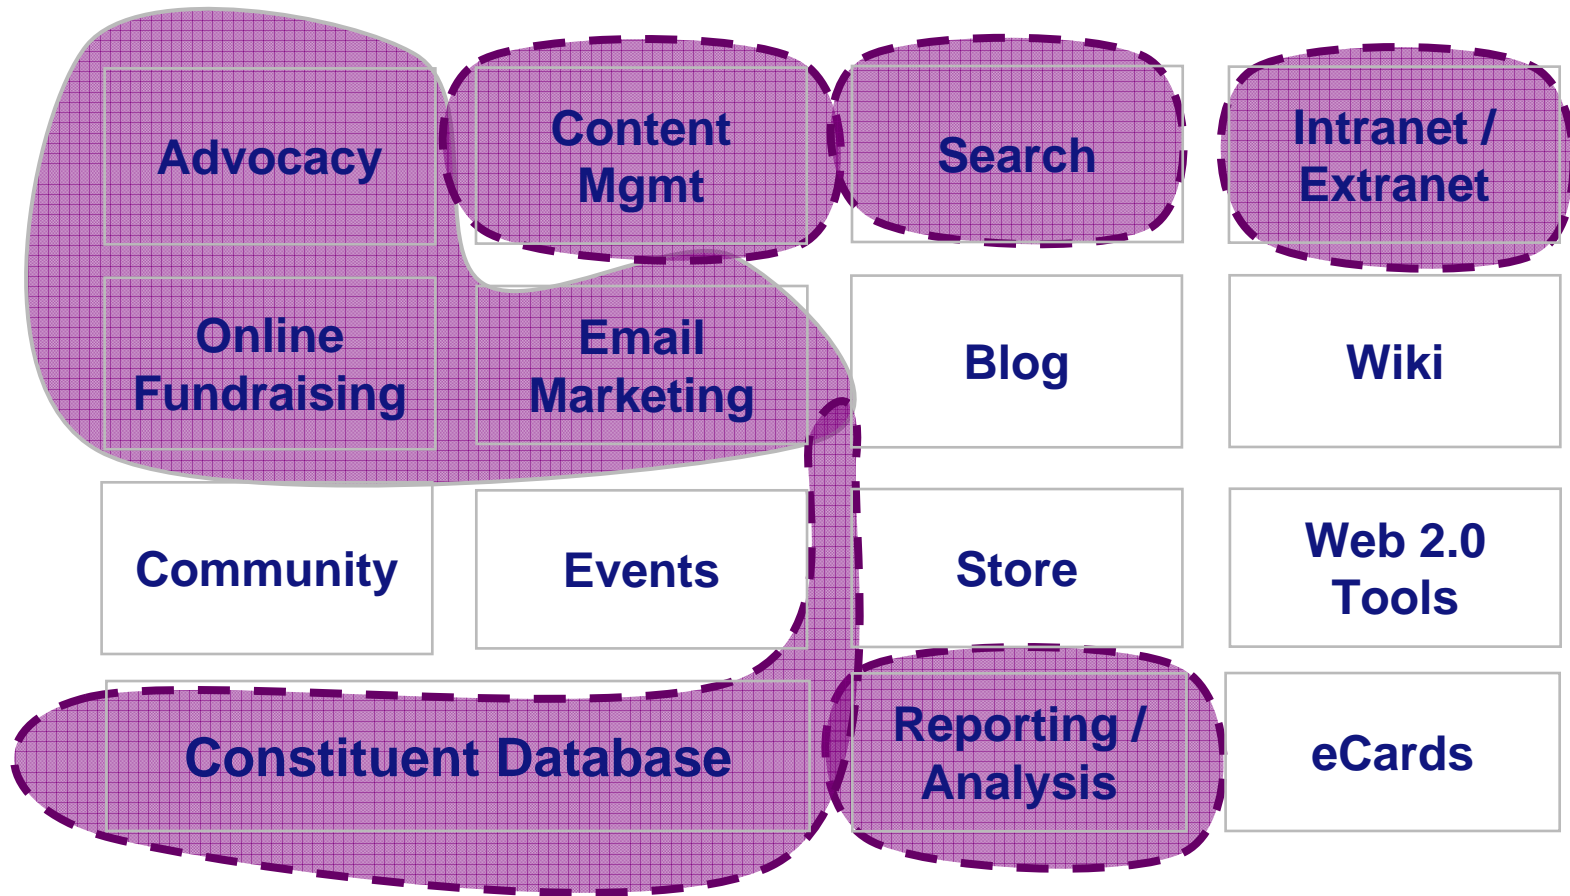 Advocacy
Content
Mgmt
Search
Intranet /
Extranet
Online
Fundraising
Email
Marketing
Blog
Wiki
Community
Events
Store
Web 2.0
Tools
Constituent Database
Reporting /
Analysis
eCards